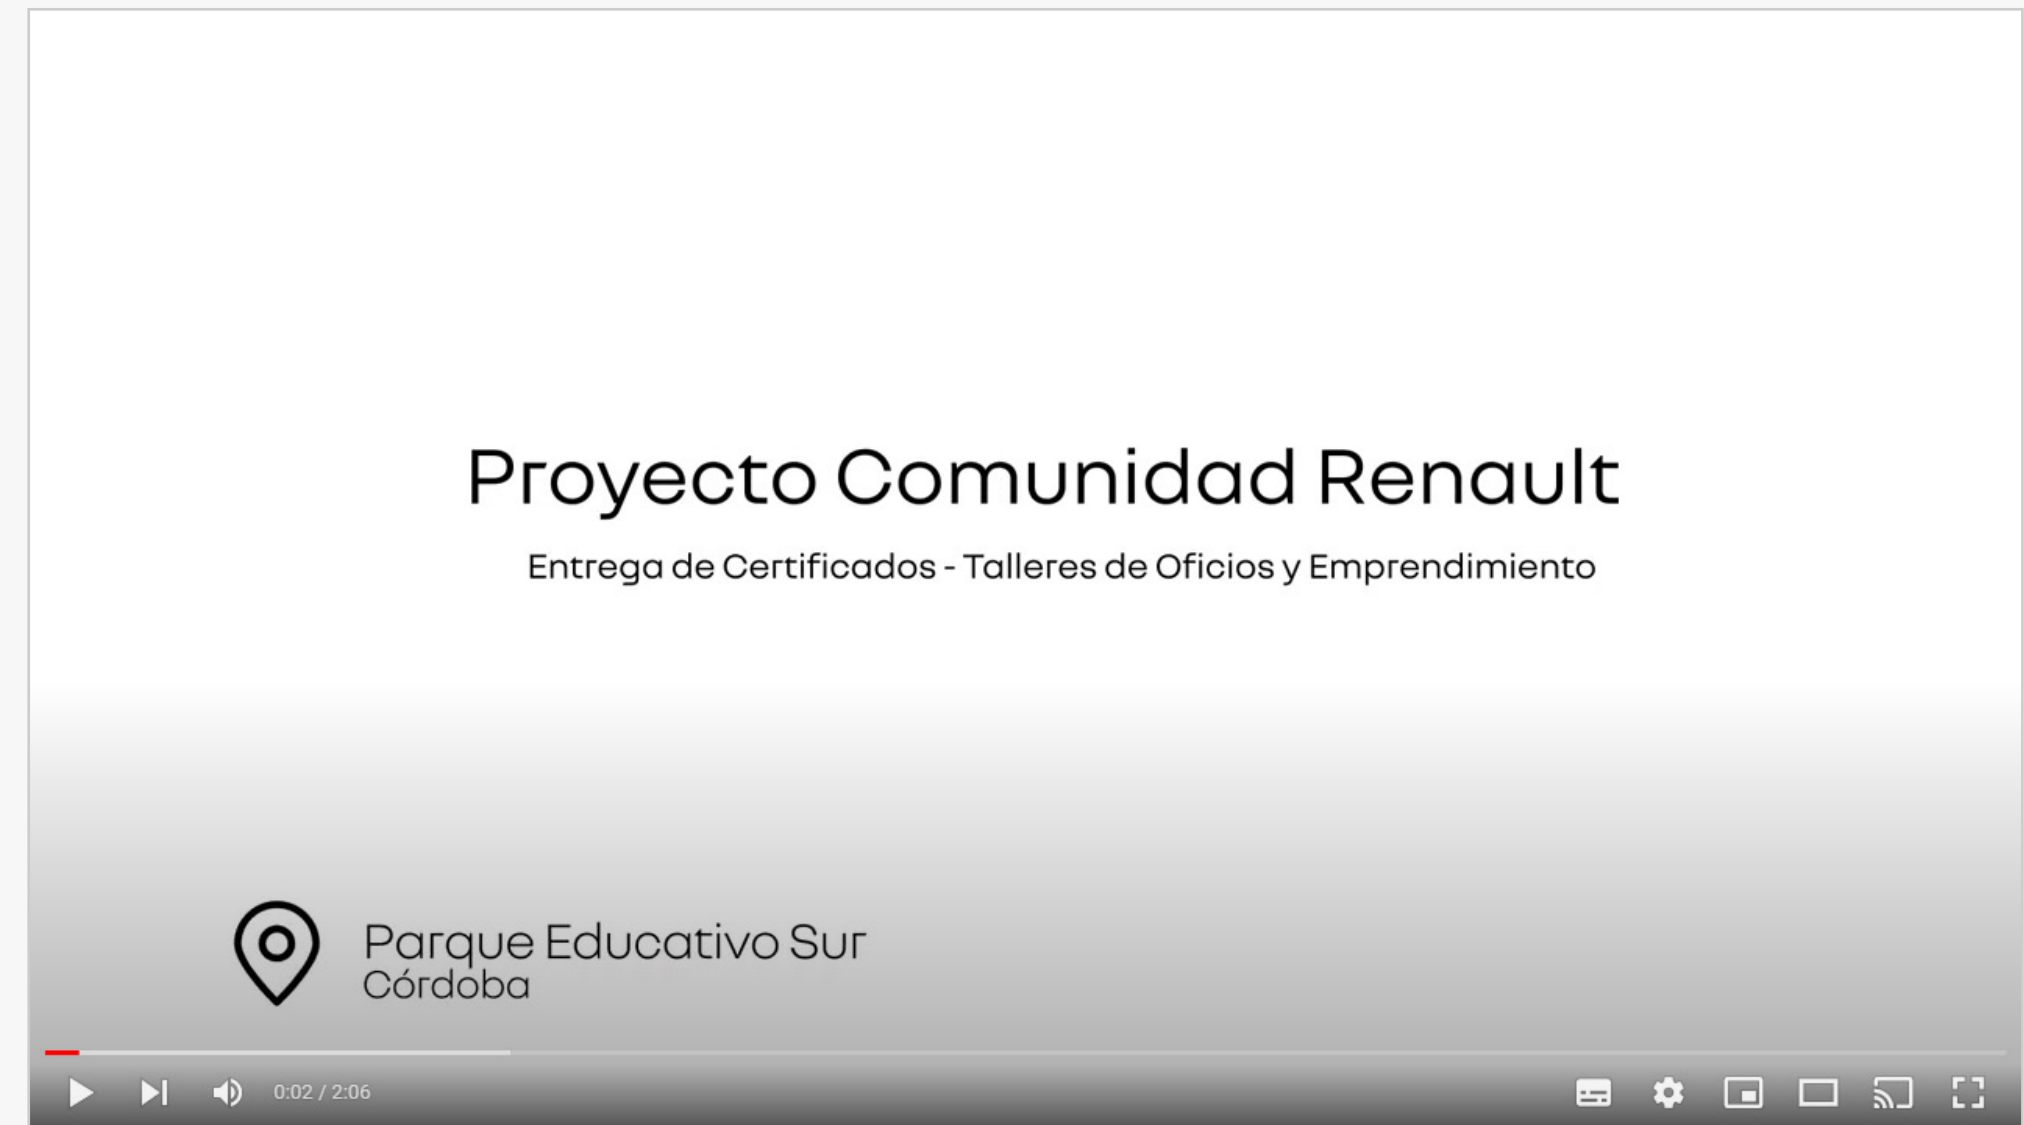 Proyecto Comunidad Renault
Entrega de Certificados - Talleres de Oficios y Emprendimiento
Parque Educativo Sur
Córdoba
0:02 / 2:06